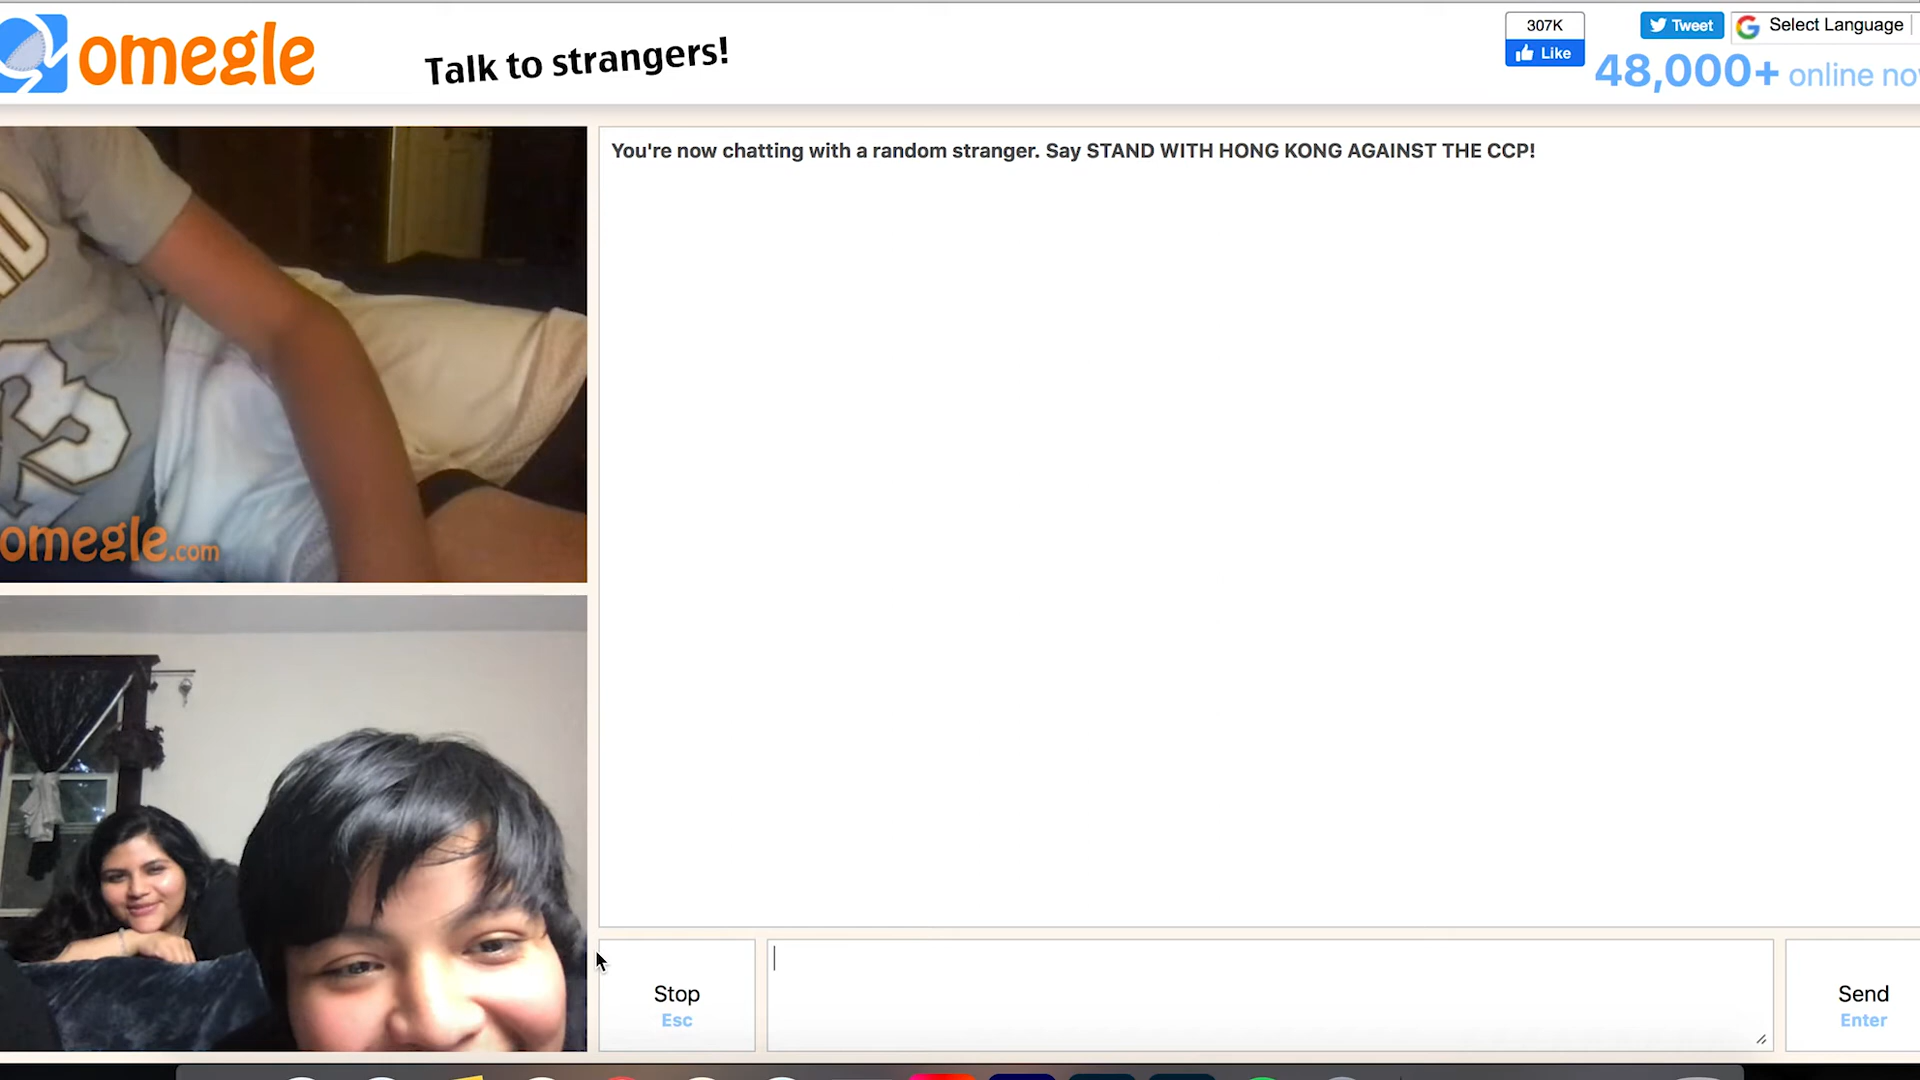 omegle
Talk to strangers!
307K
Like
Tweet
Select Language
48,000+ online no
You're now chatting with a random stranger. Say STAND WITH HONG KONG AGAINST THE CCP!
3
omegle.com
Stop
Esc
Send
Enter